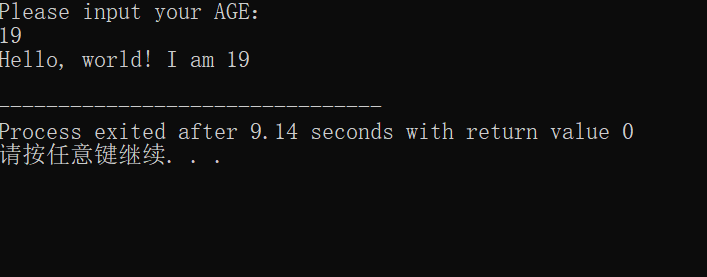 Please input your AGE:
19
Hello, world! I am 19
--------------------------------
Process exited after 9.14 seconds with return value 0
请按任意键继续. . .